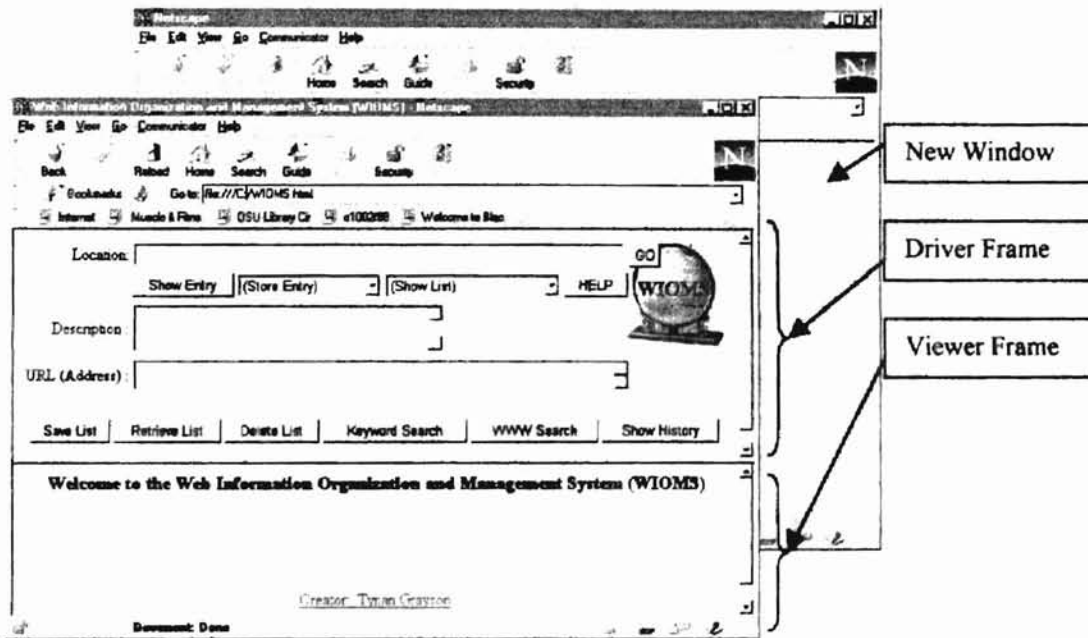 Netscape
File Edit View Go Communicator Help
Home Search Guide Security
N
Web Information Organization and Management System (WIOMS) - Netscape
File Edit View Go Communicator Help
N
Back Reload Home Search Guide Security
Bookmarks Go to: file:///C|/WIOMS.html
Internet Muscle & Fitns OSU Library Cir Welcome to
New Window
Driver Frame
Viewer Frame
Location:
GO
Show Entry (Store Entry) (Show List) HELP
WIOMS
Description:
URL (Address) :
Save List Retrieve List Delete List Keyword Search WWW Search Show History
Welcome to the Web Information Organization and Management System (WIOMS)
Creator: Tynan Grayson
Document: Done